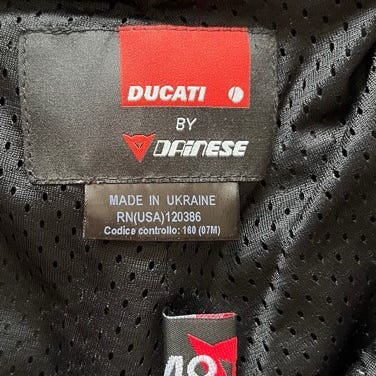 DUCATI
BY
DAINESE
MADE IN UKRAINE
RN(USA)120386
Codice controllo: 160 (07M)